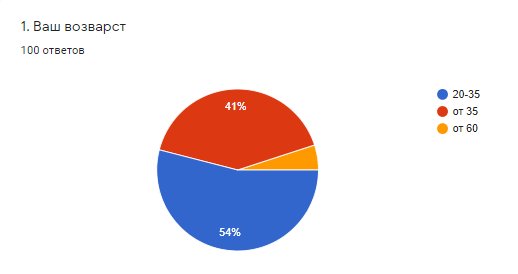 1. Ваш возварст
100 ответов
41%
54%
20-35
от 35
от 60